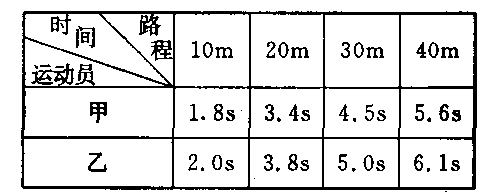 时间 路程 运动员 10m 20m 30m 40m
甲 1.8s 3.4s 4.5s 5.6s
乙 2.0s 3.8s 5.0s 6.1s